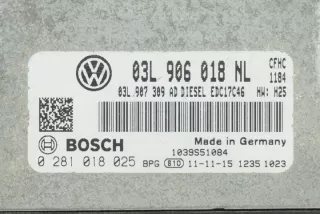 03L 906 018 NL
CFHC
1184
03L 907 309 AD DIESEL EDC17C46 HW: H25
BOSCH
Made in Germany
1039S51084
0 281 018 025 BPG 810 11-11-15 1235 1023